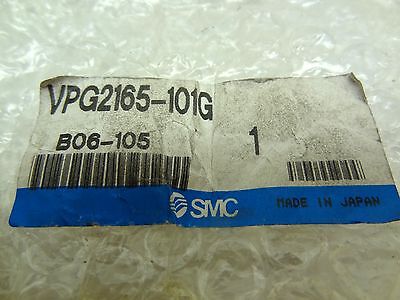 VPG2165-101G
B06-105
1
SMC
MADE IN JAPAN